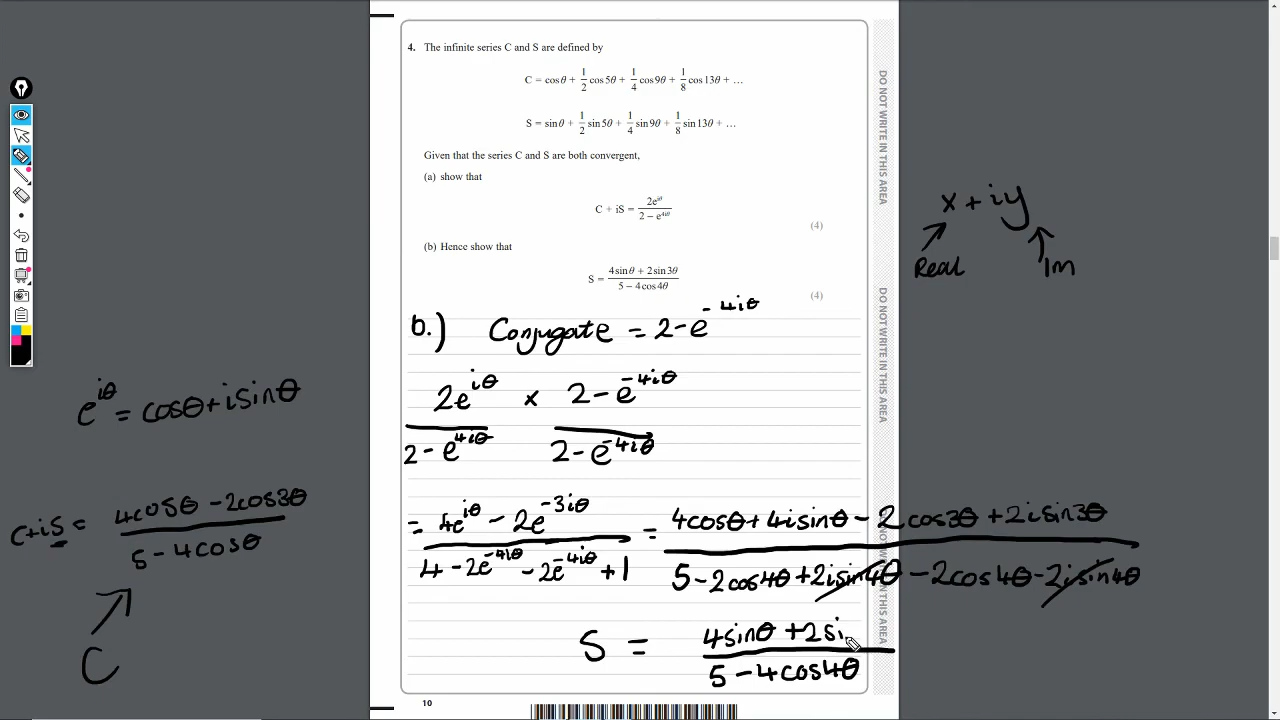 4. The infinite series C and S are defined by
C = cosθ + 1/2 cos5θ + 1/4 cos9θ + 1/8 cos13θ + ...
S = sinθ + 1/2 sin5θ + 1/4 sin9θ + 1/8 sin13θ + ...
Given that the series C and S are both convergent,
(a) show that
C + iS = 2e^{iθ} / (2 – e^{4iθ})
(4)
(b) Hence show that
S = (4sinθ + 2sin3θ) / (5 – 4cos4θ)
(4)
b.) Conjugate = 2-e^{-4iθ}
2e^{iθ} / (2-e^{4iθ}) × (2-e^{-4iθ}) / (2-e^{-4iθ})
= (4e^{iθ} - 2e^{-3iθ}) / (4 - 2e^{-4iθ} - 2e^{-4iθ} + 1) = (4cosθ + 4isinθ - 2cos3θ + 2isin3θ) / (5 - 2cos4θ + 2isin4θ - 2cos4θ - 2isin4θ)
S = (4sinθ + 2si) / (5 - 4cos4θ)
10
DO NOT WRITE IN THIS AREA
DO NOT WRITE IN THIS AREA
DO NOT WRITE IN THIS AREA
x + iy
Real
Im
e^{iθ} = cosθ + isinθ
C+iS = (4cosθ - 2cos3θ) / (5 - 4cosθ)
C